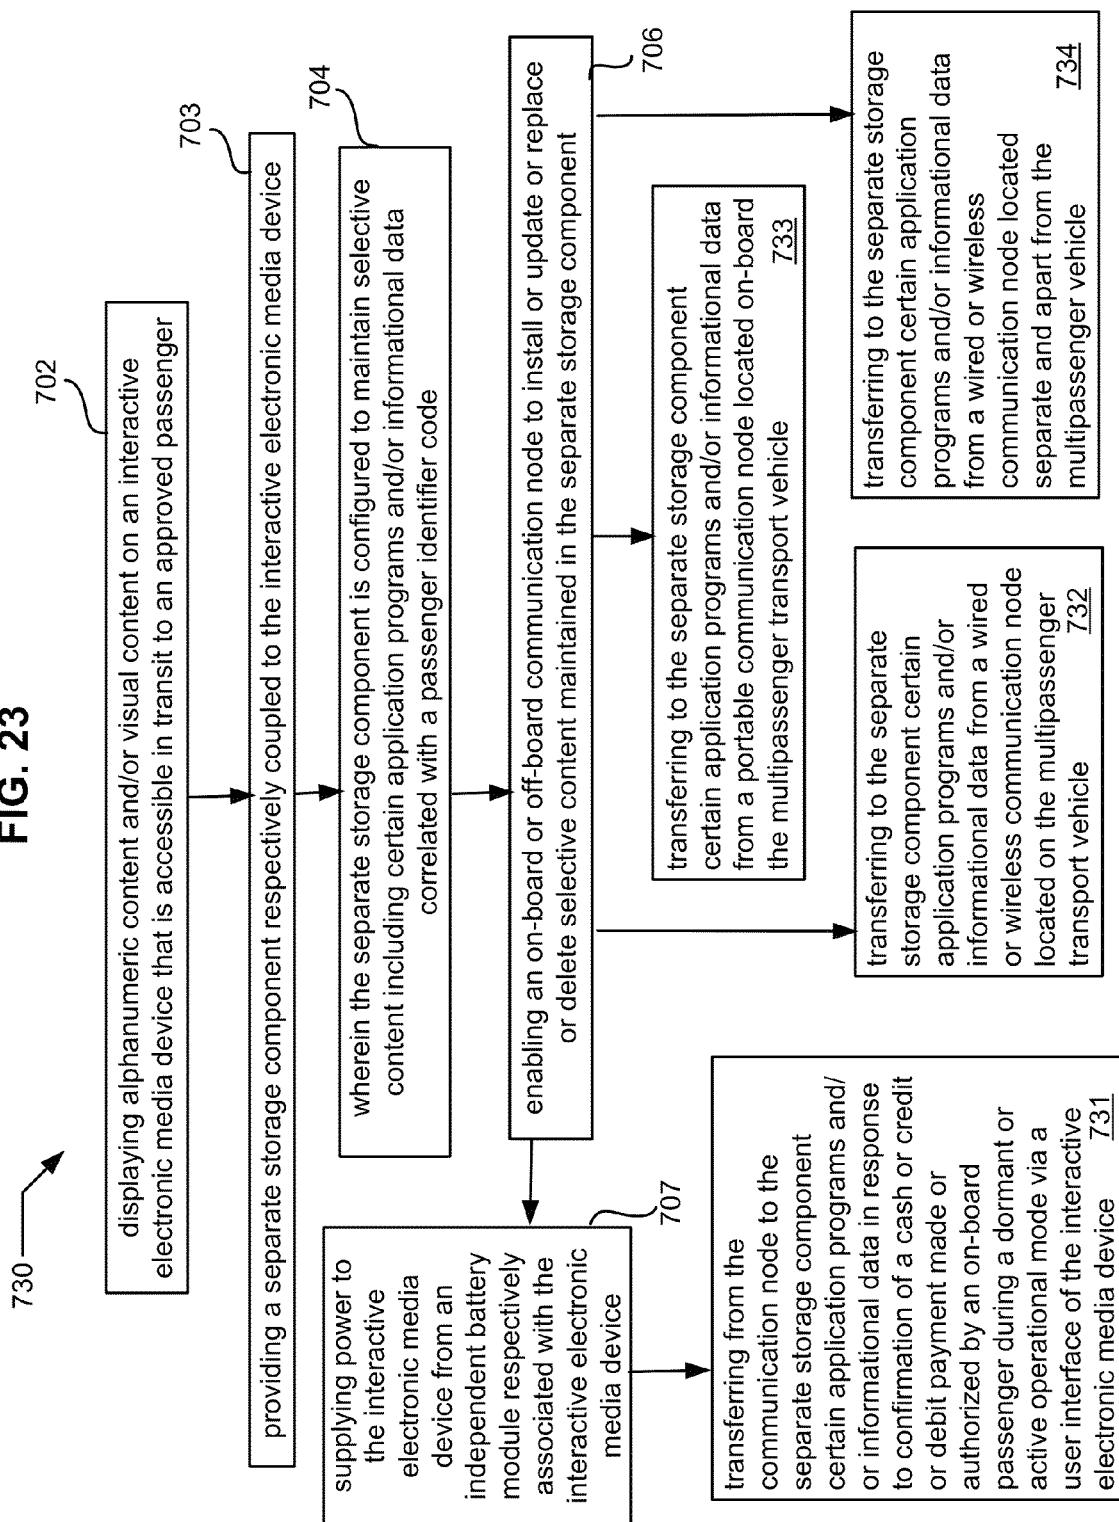 FIG. 23
730
702
displaying alphanumeric content and/or visual content on an interactive
electronic media device that is accessible in transit to an approved passenger
703
providing a separate storage component respectively coupled to the interactive electronic media device
704
wherein the separate storage component is configured to maintain selective
content including certain application programs and/or informational data
correlated with a passenger identifier code
706
enabling an on-board or off-board communication node to install or update or replace
or delete selective content maintained in the separate storage component
supplying power to
the interactive
electronic media
device from an
independent battery
module respectively
associated with the
interactive electronic
media device
707
transferring from the
communication node to the
separate storage component
certain application programs and/
or informational data in response
to confirmation of a cash or credit
or debit payment made or
authorized by an on-board
passenger during a dormant or
active operational mode via a
user interface of the interactive
electronic media device 731
transferring to the separate
storage component certain
application programs and/or
informational data from a wired
or wireless communication node
located on the multipassenger
transport vehicle 732
transferring to the separate storage component
certain application programs and/or informational data
from a portable communication node located on-board
the multipassenger transport vehicle 733
transferring to the separate storage
component certain application
programs and/or informational data
from a wired or wireless
communication node located
separate and apart from the
multipassenger vehicle 734